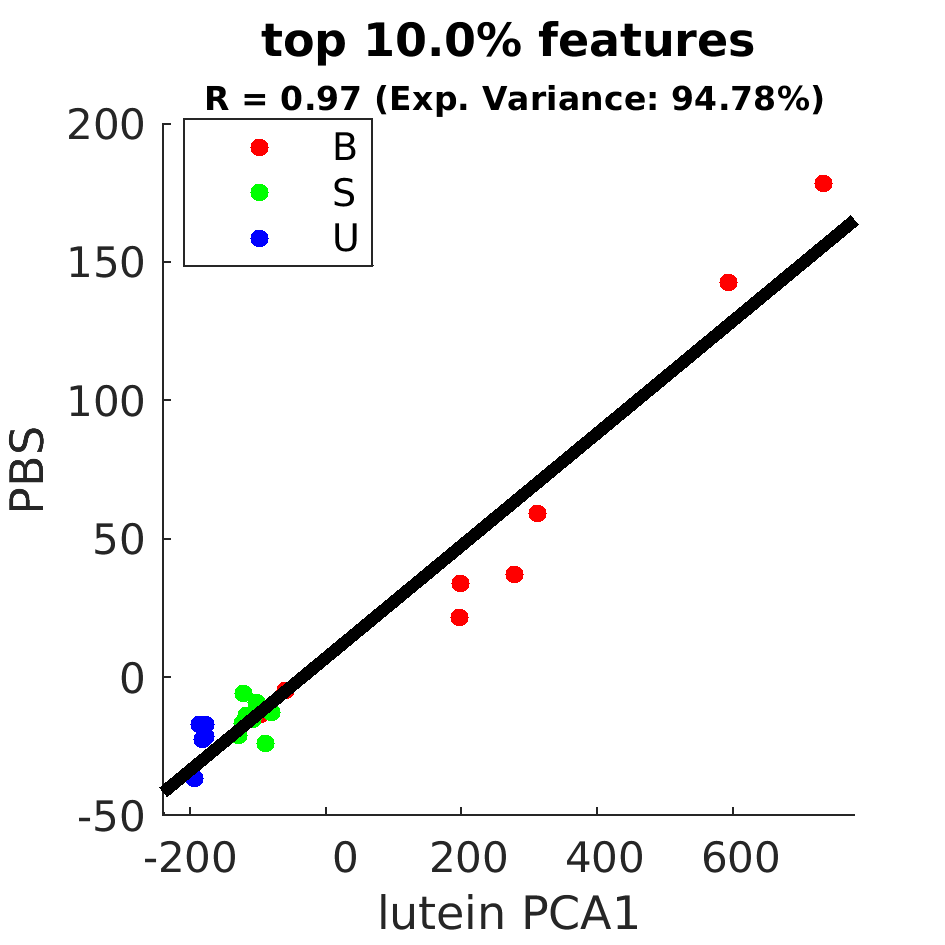 top 10.0% features
R = 0.97 (Exp. Variance: 94.78%)
200
150
100
50
0
-50
B
S
U
PBS
-200 0 200 400 600
lutein PCA1